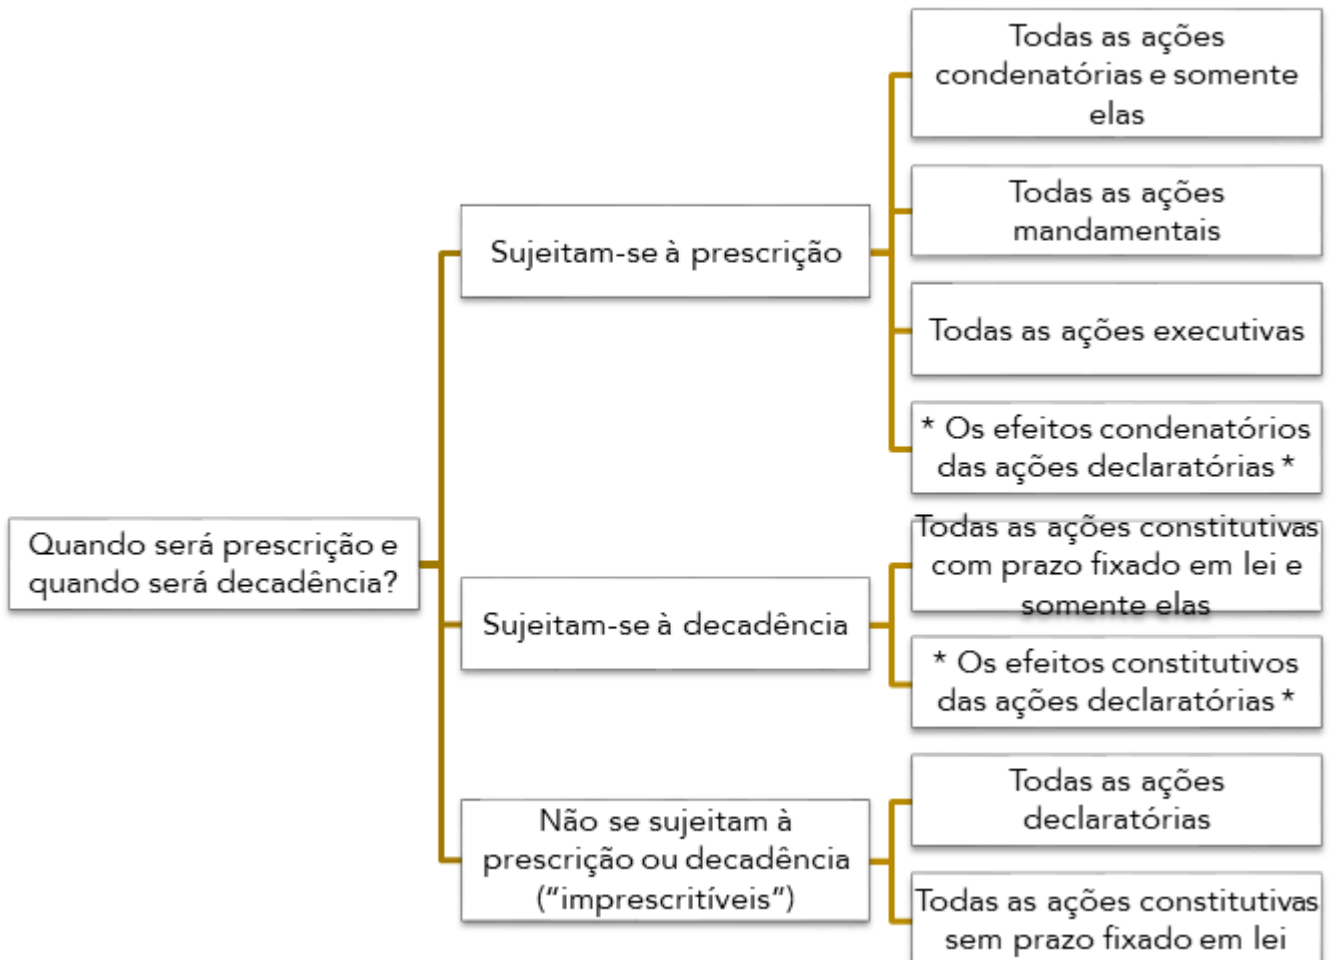 Quando será prescrição e
quando será decadência?
Sujeitam-se à prescrição
Todas as ações
condenatórias e somente
elas
Todas as ações
mandamentais
Todas as ações executivas
* Os efeitos condenatórios
das ações declaratórias *
Sujeitam-se à decadência
Todas as ações constitutivas
com prazo fixado em lei e
somente elas
* Os efeitos constitutivos
das ações declaratórias *
Não se sujeitam à
prescrição ou decadência
("imprescritíveis")
Todas as ações
declaratórias
Todas as ações constitutivas
sem prazo fixado em lei